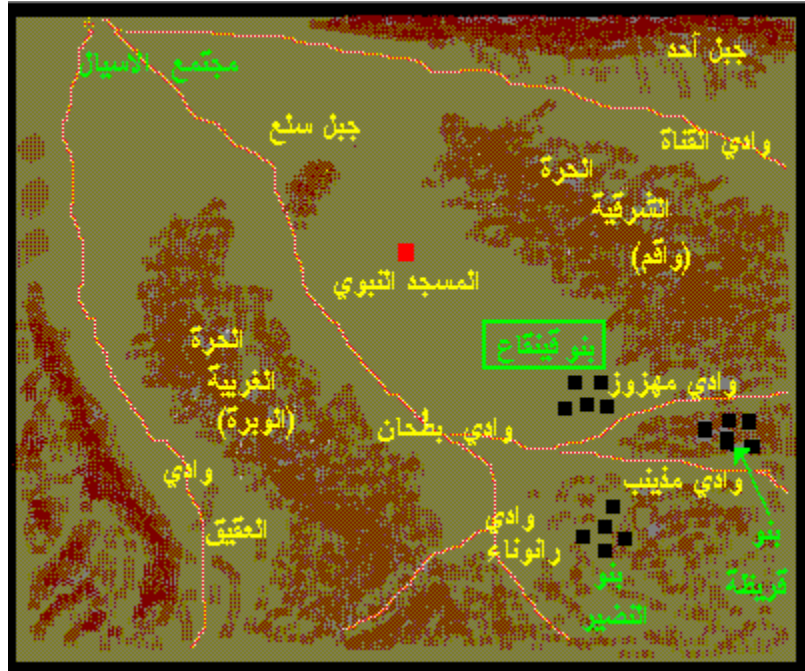 جبل أحد
مجتمع الأسيال
وادي القناة
جبل سلع
الحرة
الشرقية
(واقم)
المسجد النبوي
بنو قينقاع
الحرة
الغربية
(الوبرة)
وادي مهزوز
وادي بطحان
وادي مذينب
وادي
العقيق
وادي
رانوناء
بنو
قريظة
بنو
النضير